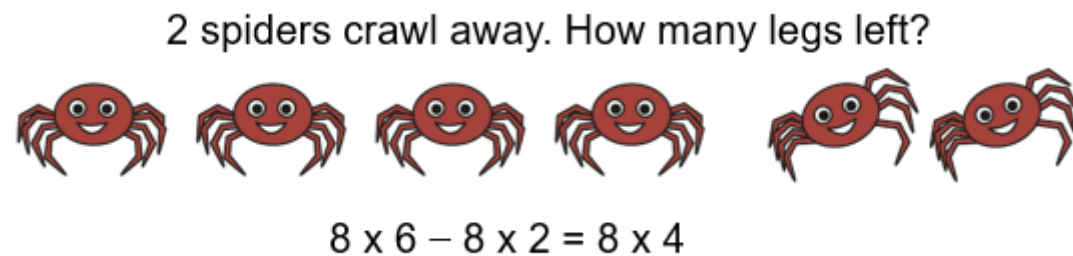 2 spiders crawl away. How many legs left?
8 x 6 – 8 x 2 = 8 x 4